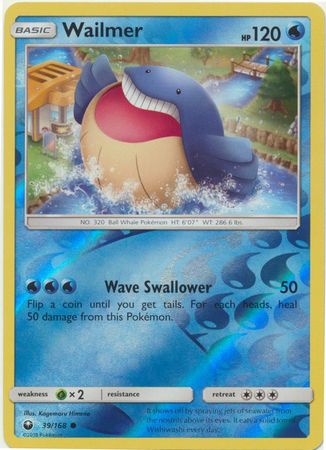 BASIC Wailmer HP 120
NO. 320 Ball Whale Pokémon HT: 6'07" WT: 286.6 lbs.
Wave Swallower 50
Flip a coin until you get tails. For each heads, heal
50 damage from this Pokémon.
weakness ×2 resistance retreat
Illus. Kagemaru Himeno
39/168
©2018 Pokémon
It shows off by spraying jets of seawater
from the nostrils above its eyes. It eats a solid ton of
Wishiwashi every day.